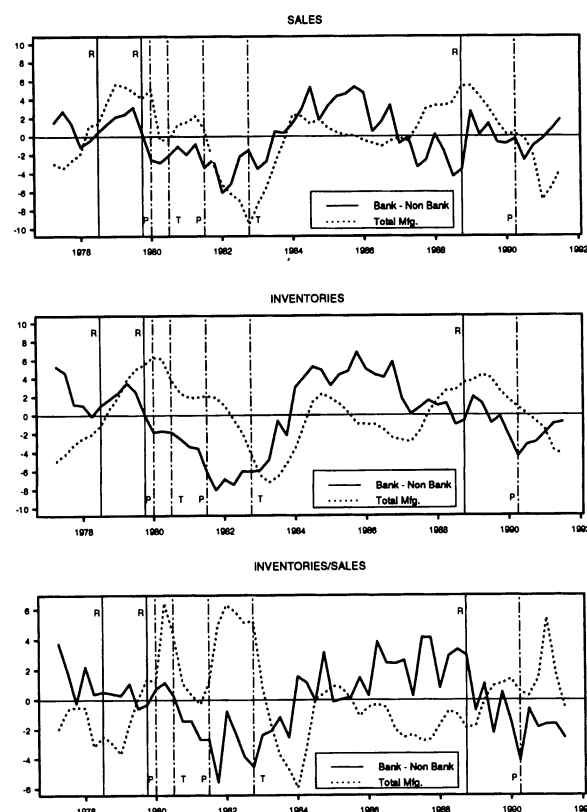 SALES
10
8
6
4
2
0
-2
-4
-6
-8
-10
R R R
P T P T P
Bank - Non Bank
Total Mfg.
1978 1980 1982 1984 1986 1988 1990 1992
INVENTORIES
10
8
6
4
2
0
-2
-4
-6
-8
-10
R R R
P T P T P
Bank - Non Bank
Total Mfg.
1978 1980 1982 1984 1986 1988 1990
INVENTORIES/SALES
6
4
2
0
-2
-4
-6
R R R
P T P T P
Bank - Non Bank
Total Mfg.
1978 1980 1982 1984 1986 1988 1990